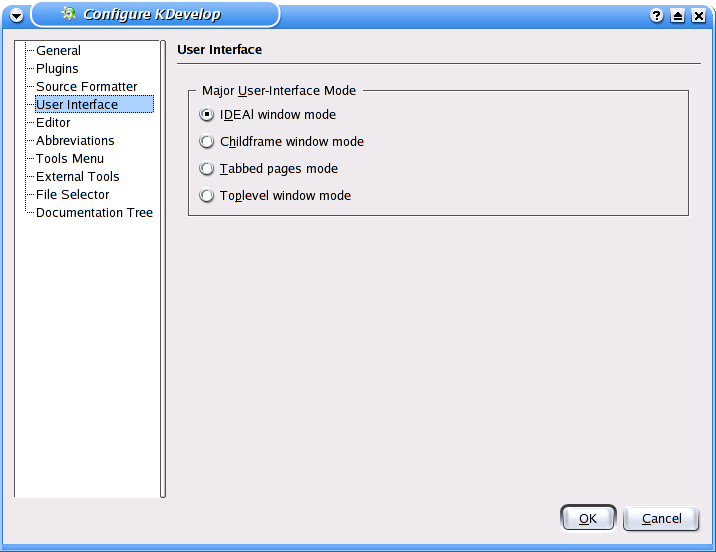 Configure KDevelop
?
General
Plugins
Source Formatter
User Interface
Editor
Abbreviations
Tools Menu
External Tools
File Selector
Documentation Tree
User Interface
Major User-Interface Mode
IDEAl window mode
Childframe window mode
Tabbed pages mode
Toplevel window mode
OK
Cancel